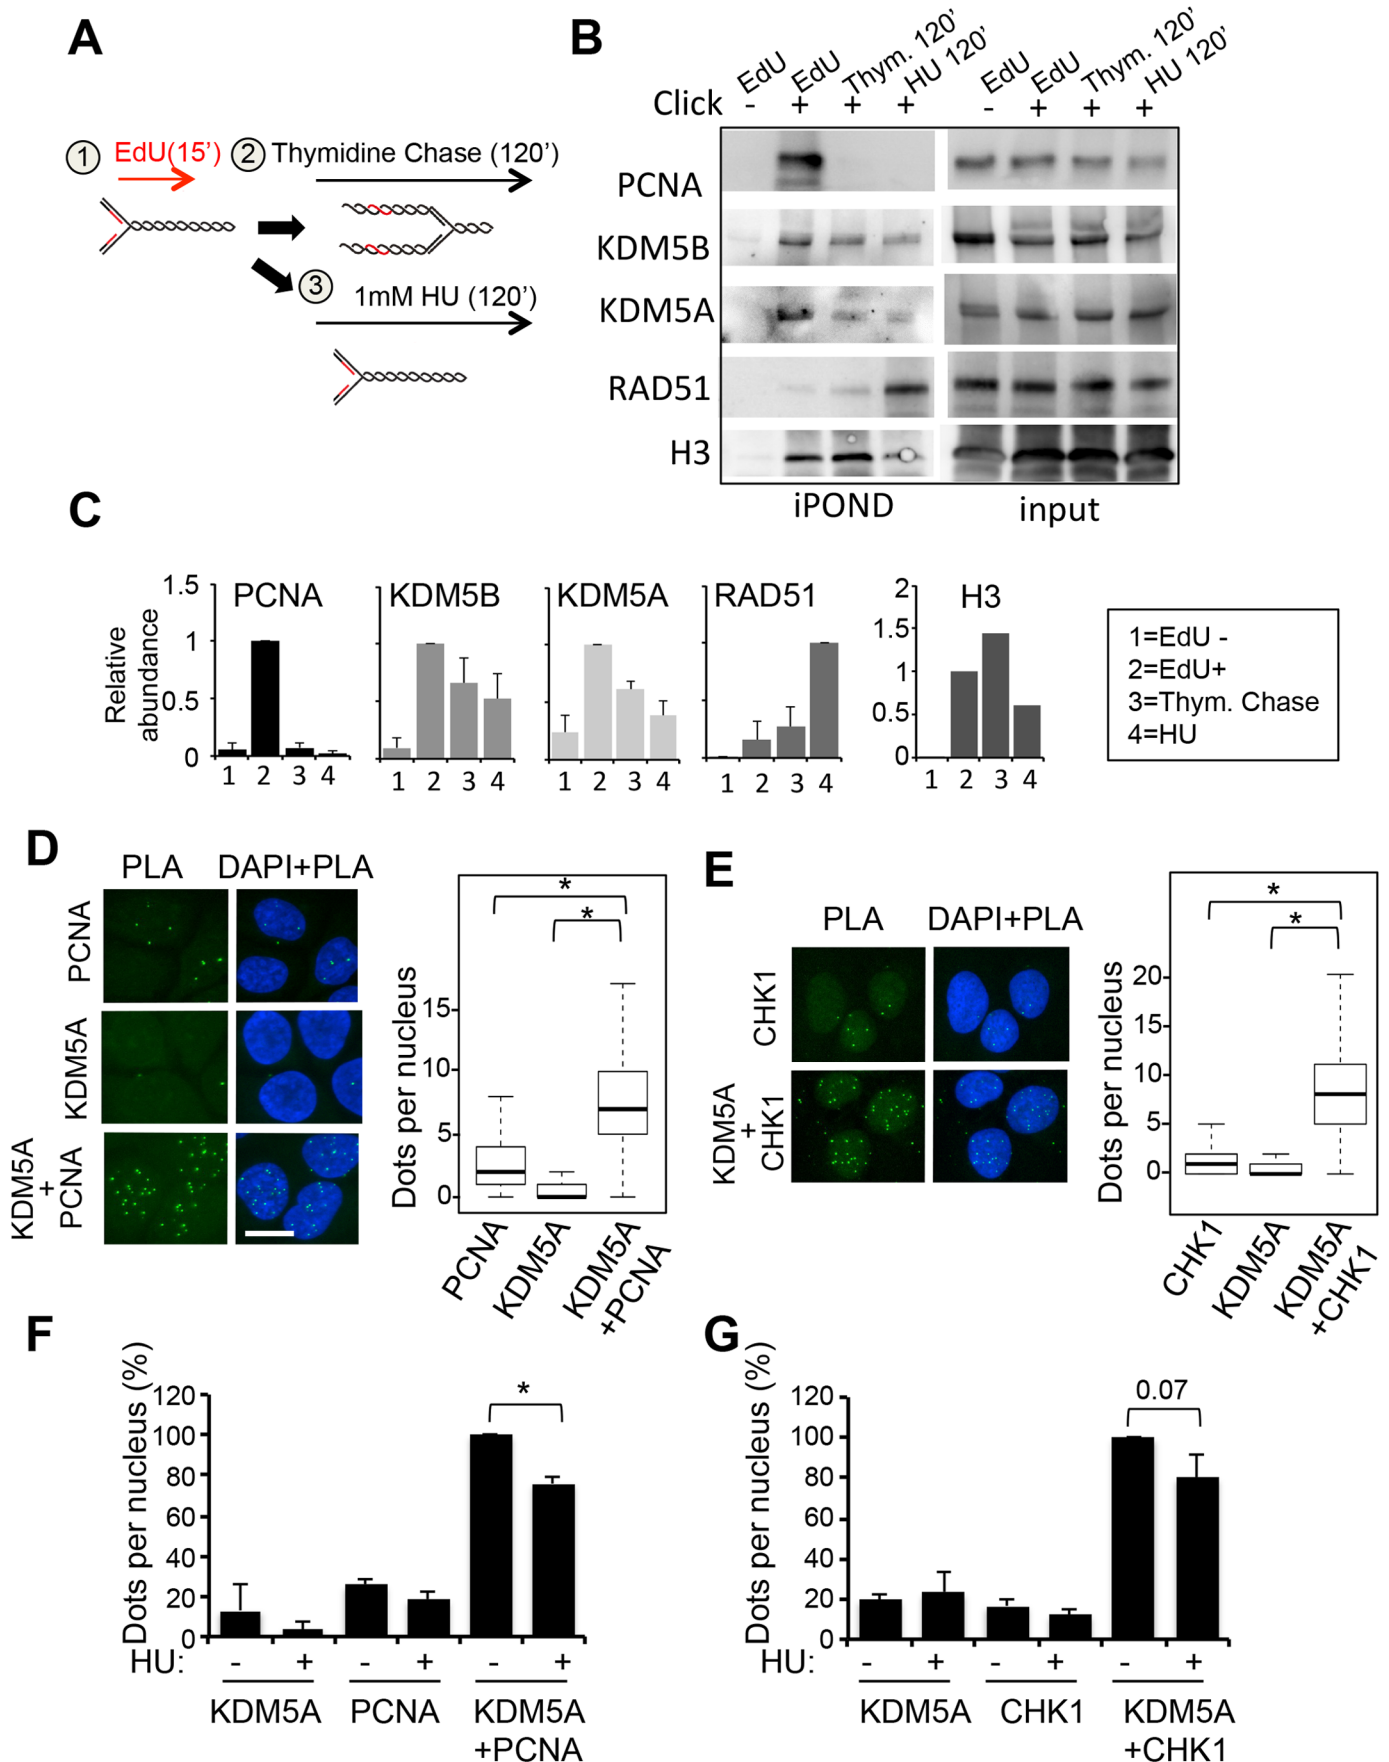 A
1 EdU(15') 2 Thymidine Chase (120')
3
1mM HU (120')
B
EdU EdU Thym. 120' HU 120' EdU EdU Thym. 120' HU 120'
Click - + + + - + + +
PCNA
KDM5B
KDM5A
RAD51
H3
iPOND input
C
Relative
abundance
1.5
1
0.5
0
PCNA
1 2 3 4
KDM5B
1 2 3 4
KDM5A
1 2 3 4
RAD51
1 2 3 4
2
1.5
1
0.5
0
H3
1 2 3 4
1=EdU -
2=EdU+
3=Thym. Chase
4=HU
D
PLA DAPI+PLA
PCNA
KDM5A
KDM5A
+
PCNA
Dots per nucleus
15
10
5
0
*
*
PCNA
KDM5A
KDM5A
+PCNA
E
PLA DAPI+PLA
CHK1
KDM5A
+
CHK1
Dots per nucleus
20
15
10
5
0
*
*
CHK1
KDM5A
KDM5A
+CHK1
F
Dots per nucleus (%)
120
100
80
60
40
20
0
*
HU: - + - + - +
KDM5A PCNA KDM5A
+PCNA
G
Dots per nucleus (%)
120
100
80
60
40
20
0
0.07
HU: - + - + - +
KDM5A CHK1 KDM5A
+CHK1